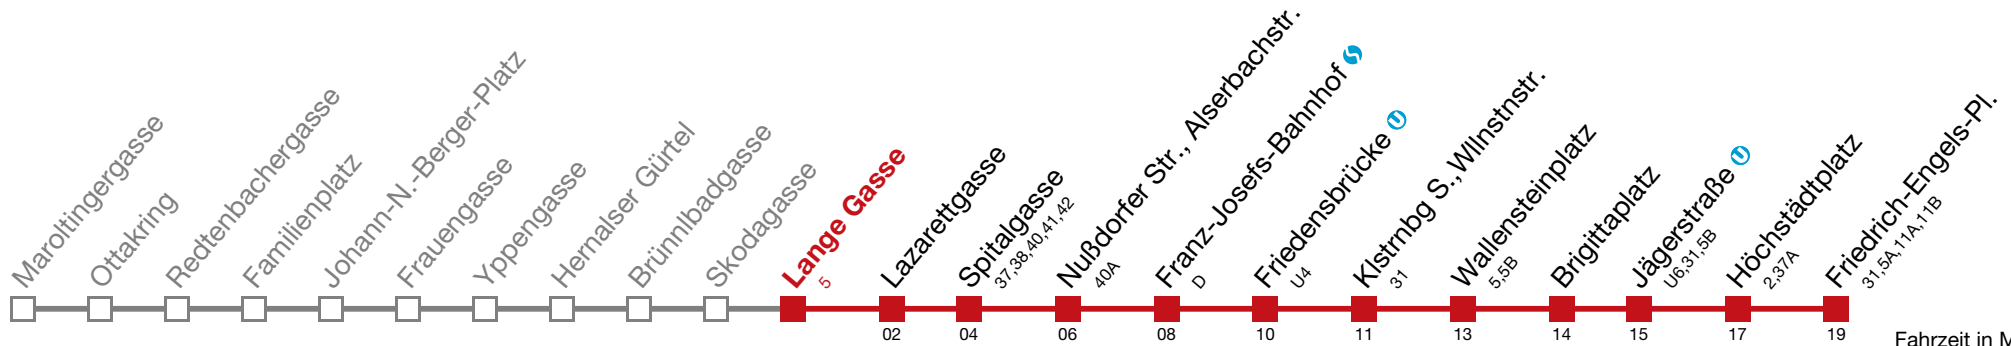 Maroltingergasse
Ottakring
Redtenbachergasse
Familienplatz
Johann-N.-Berger-Platz
Frauengasse
Yppengasse
Hernalser Gürtel
Brünnlbadgasse
Skodagasse
Lange Gasse
5
Lazarettgasse
Spitalgasse
37,38,40,41,42
Nußdorfer Str., Alserbachstr.
40A
Franz-Josefs-Bahnhof S
D
Friedensbrücke U
U4
Klstrnbg S., Wllnstnstr.
31
Wallensteinplatz
5,5B
Brigittaplatz
Jägerstraße U
U6,31,5B
Höchstädtplatz
2,37A
Friedrich-Engels-Pl.
31,5A,11A,11B
02 04 06 08 10 11 13 14 15 17 19
Fahrzeit in M